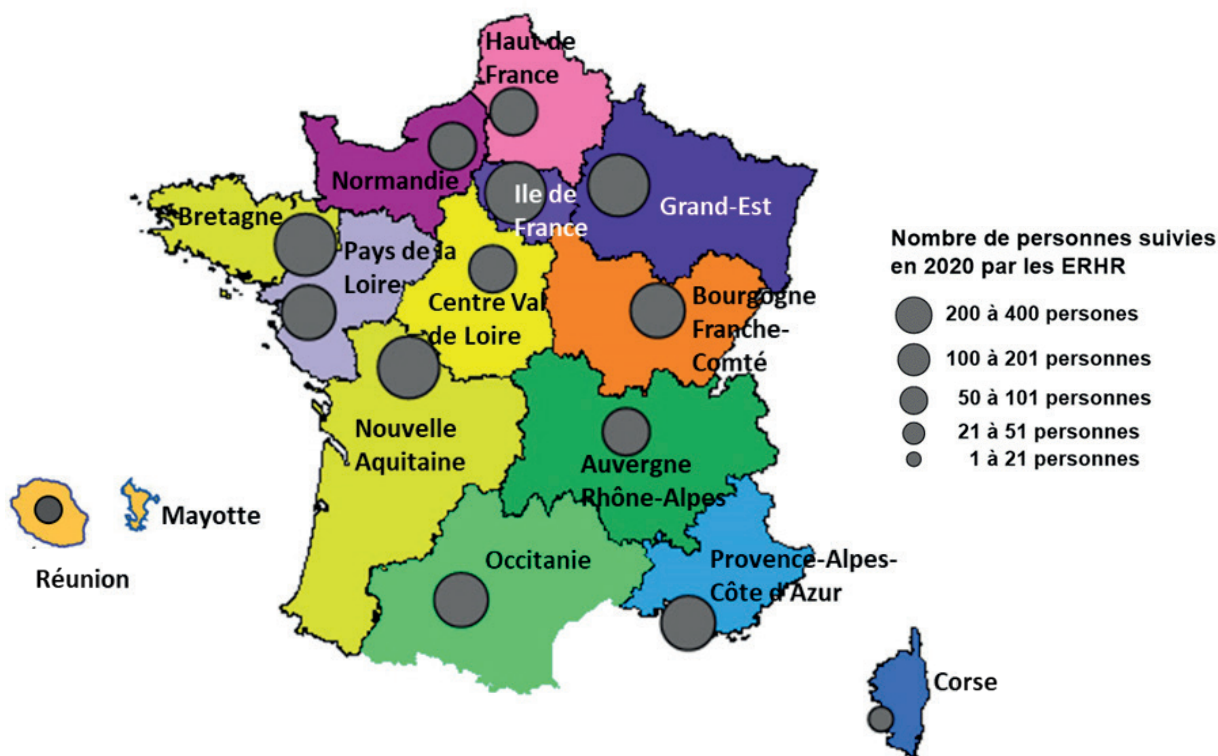 Haut-de
France
Normandie
Ile de
France
Grand-Est
Bretagne
Pays de la
Loire
Centre Val
de Loire
Bourgogne
Franche-
Comté
Nouvelle
Aquitaine
Auvergne
Rhône-Alpes
Occitanie
Provence-Alpes-
Côte d'Azur
Mayotte
Réunion
Corse
Nombre de personnes suivies
en 2020 par les ERHR
200 à 400 persones
100 à 201 personnes
50 à 101 personnes
21 à 51 personnes
1 à 21 personnes